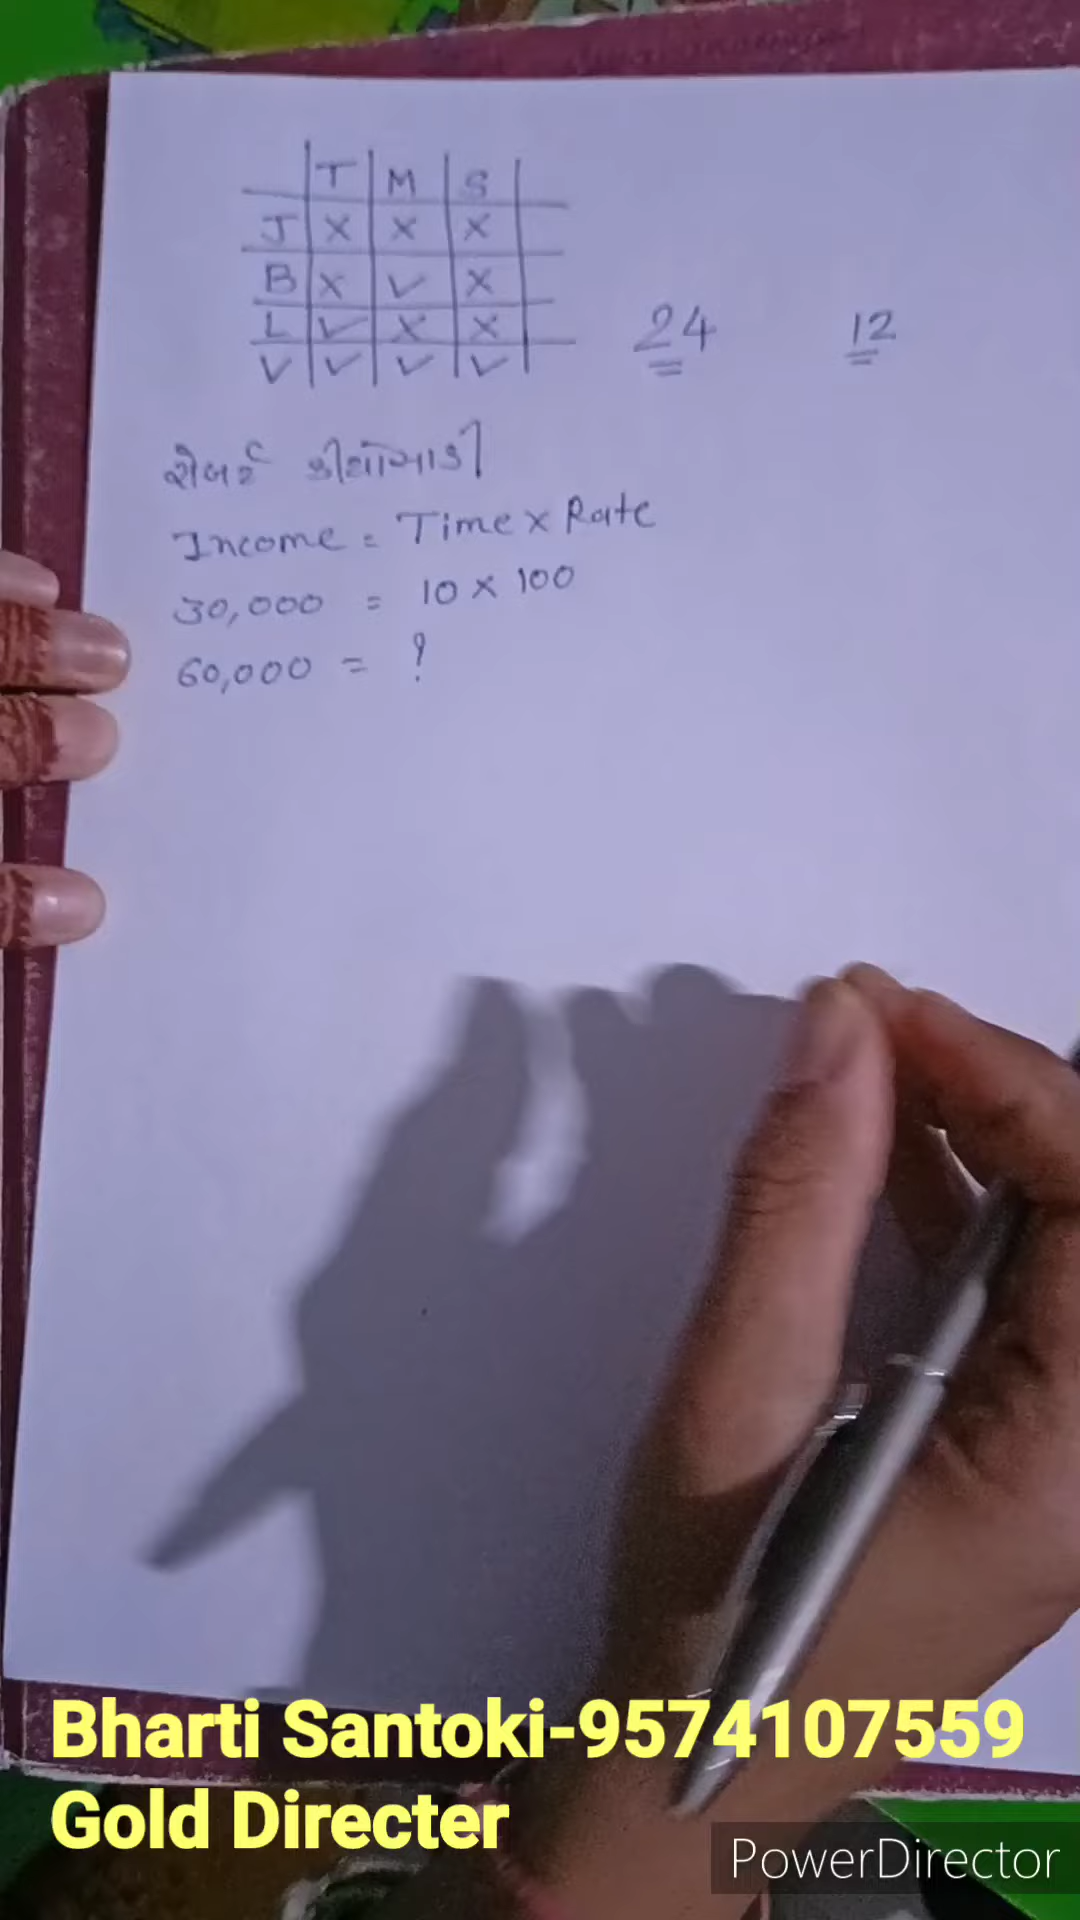 T M S
J X X X
B X ✓ X
L ✓ X X
V ✓ ✓ ✓
24 12
Income = Time x Rate
30,000 = 10 x 100
60,000 = ?
Bharti Santoki-9574107559
Gold Directer
PowerDirector